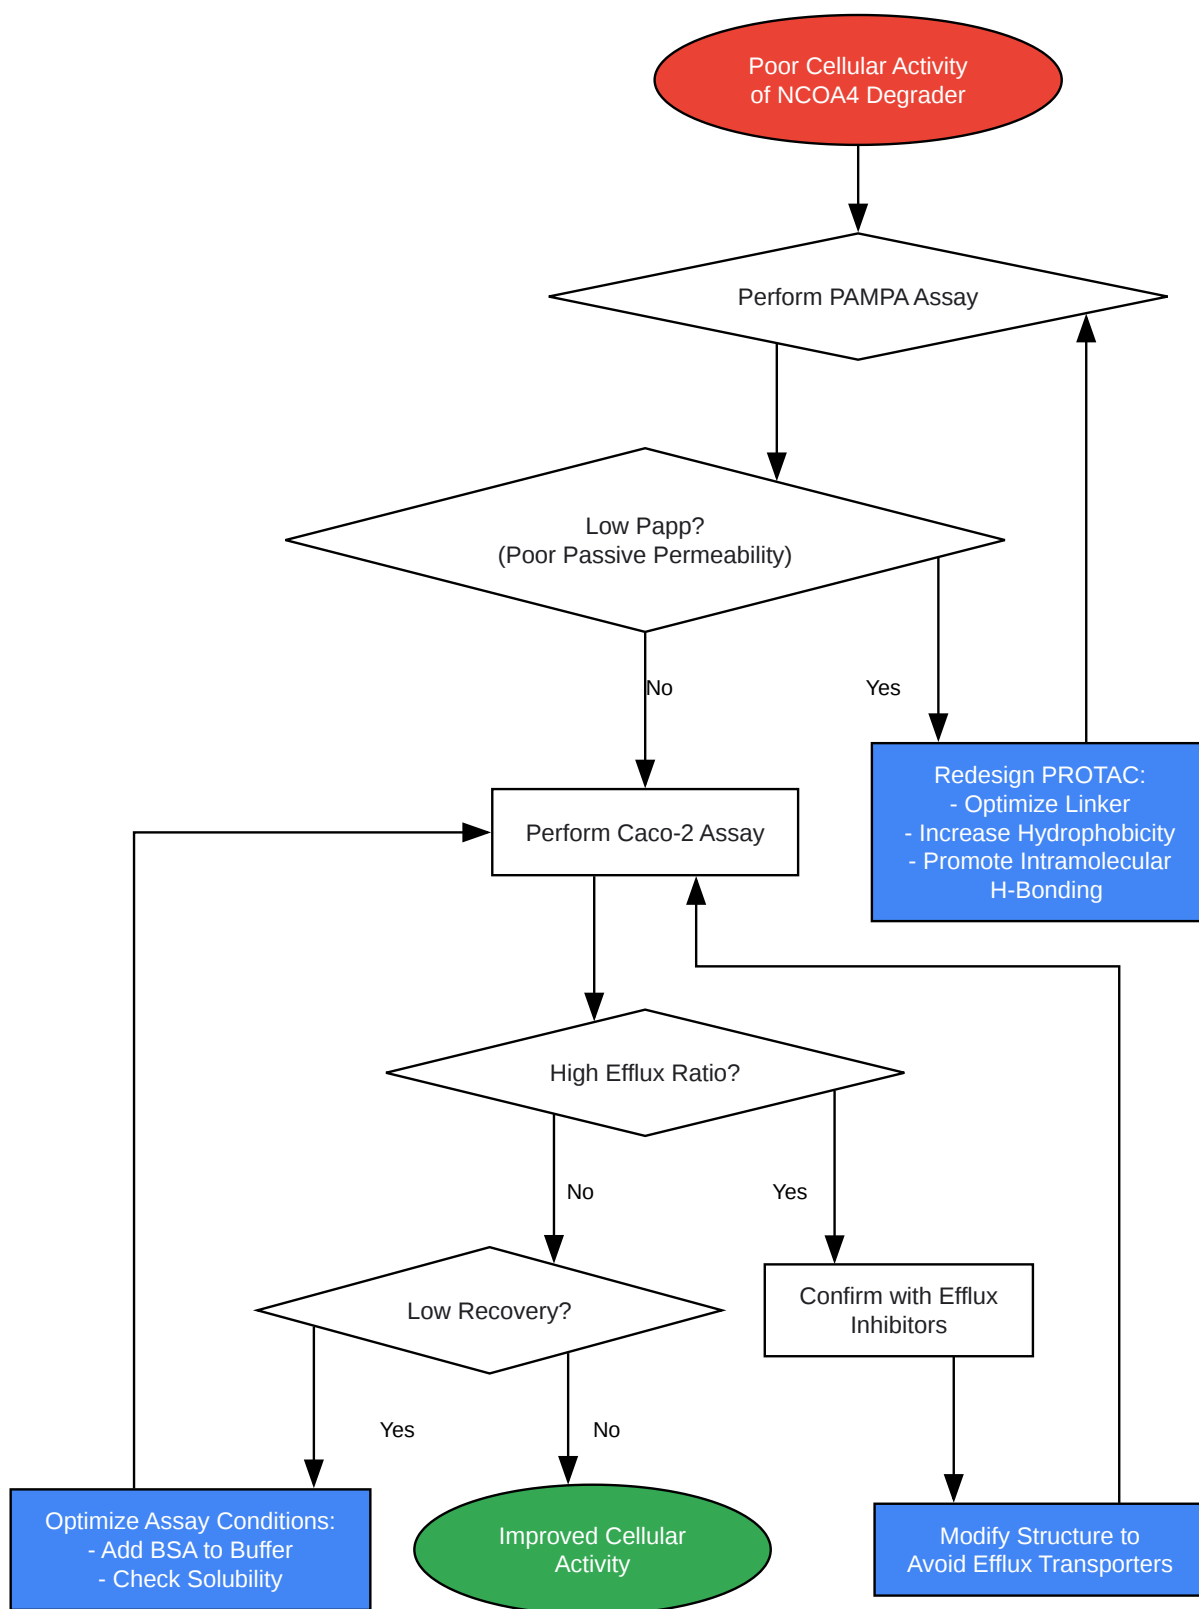 Poor Cellular Activity
of NCOA4 Degrader
Perform PAMPA Assay
Low Papp?
(Poor Passive Permeability)
No
Yes
Redesign PROTAC:
- Optimize Linker
- Increase Hydrophobicity
- Promote Intramolecular
H-Bonding
Perform Caco-2 Assay
High Efflux Ratio?
No
Yes
Low Recovery?
Confirm with Efflux
Inhibitors
Yes
No
Optimize Assay Conditions:
- Add BSA to Buffer
- Check Solubility
Improved Cellular
Activity
Modify Structure to
Avoid Efflux Transporters